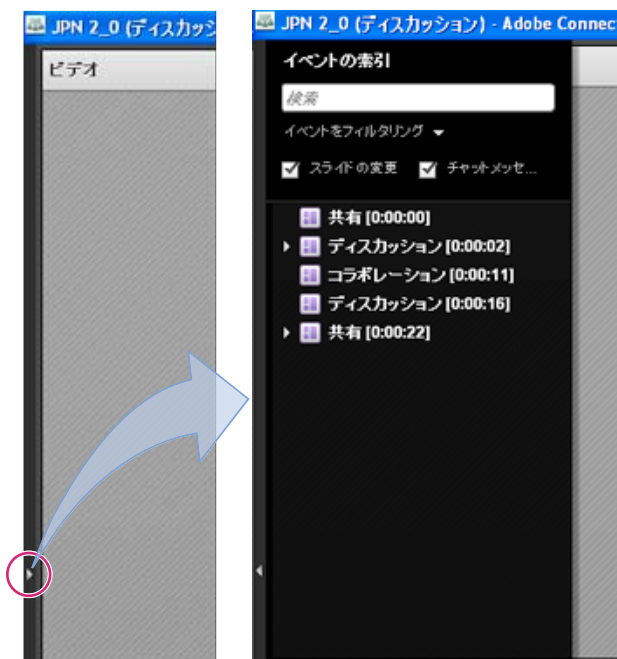 JPN 2_0 (ディスカッシ
ビデオ
JPN 2_0 (ディスカッション) - Adobe Connec
イベントの索引
検索
イベントをフィルタリング
スライドの変更 チャットメッセ...
共有 [0:00:00]
ディスカッション [0:00:02]
コラボレーション [0:00:11]
ディスカッション [0:00:16]
共有 [0:00:22]